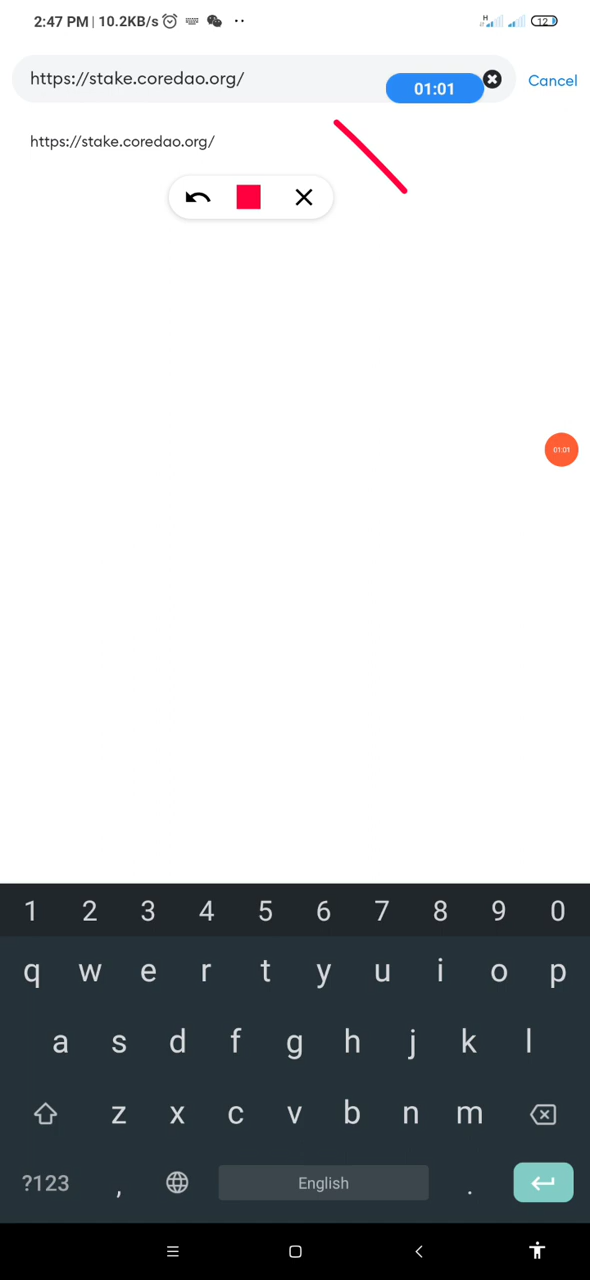 2:47 PM | 10.2KB/s
H
12
https://stake.coredao.org/
01:01
Cancel
https://stake.coredao.org/
01:01
1 2 3 4 5 6 7 8 9 0
q w e r t y u i o p
a s d f g h j k l
z x c v b n m
?123 , English .